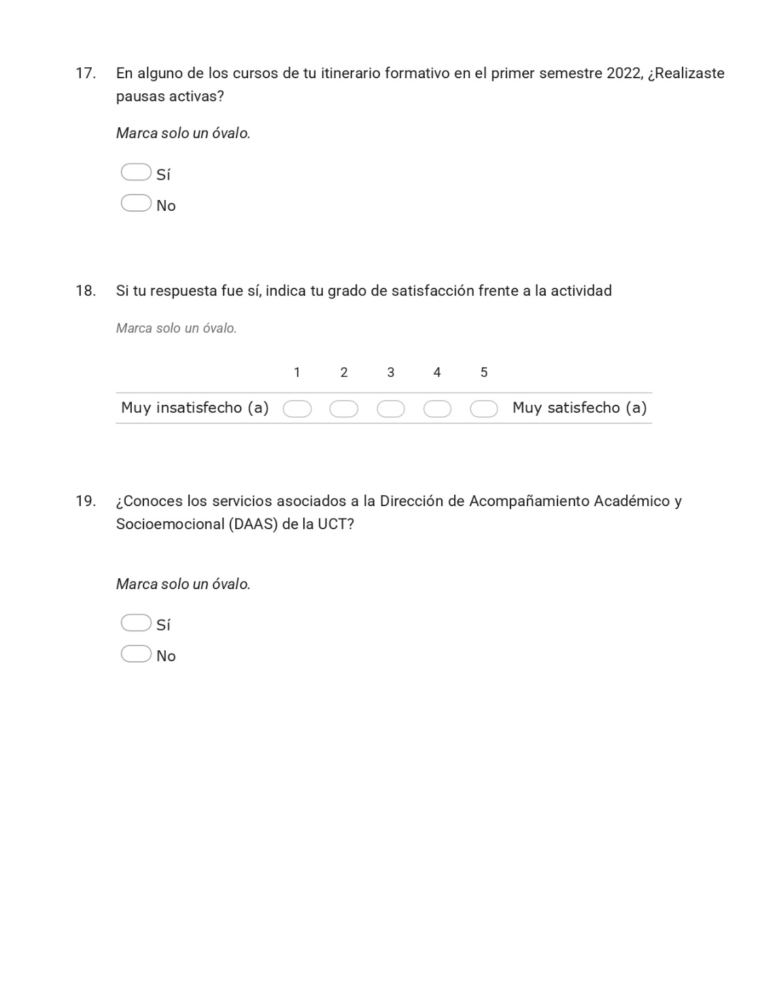 17. En alguno de los cursos de tu itinerario formativo en el primer semestre 2022, ¿Realizaste
pausas activas?
Marca solo un óvalo.
Sí
No
18. Si tu respuesta fue sí, indica tu grado de satisfacción frente a la actividad
Marca solo un óvalo.
1 2 3 4 5
Muy insatisfecho (a) Muy satisfecho (a)
19. ¿Conoces los servicios asociados a la Dirección de Acompañamiento Académico y
Socioemocional (DAAS) de la UCT?
Marca solo un óvalo.
Sí
No